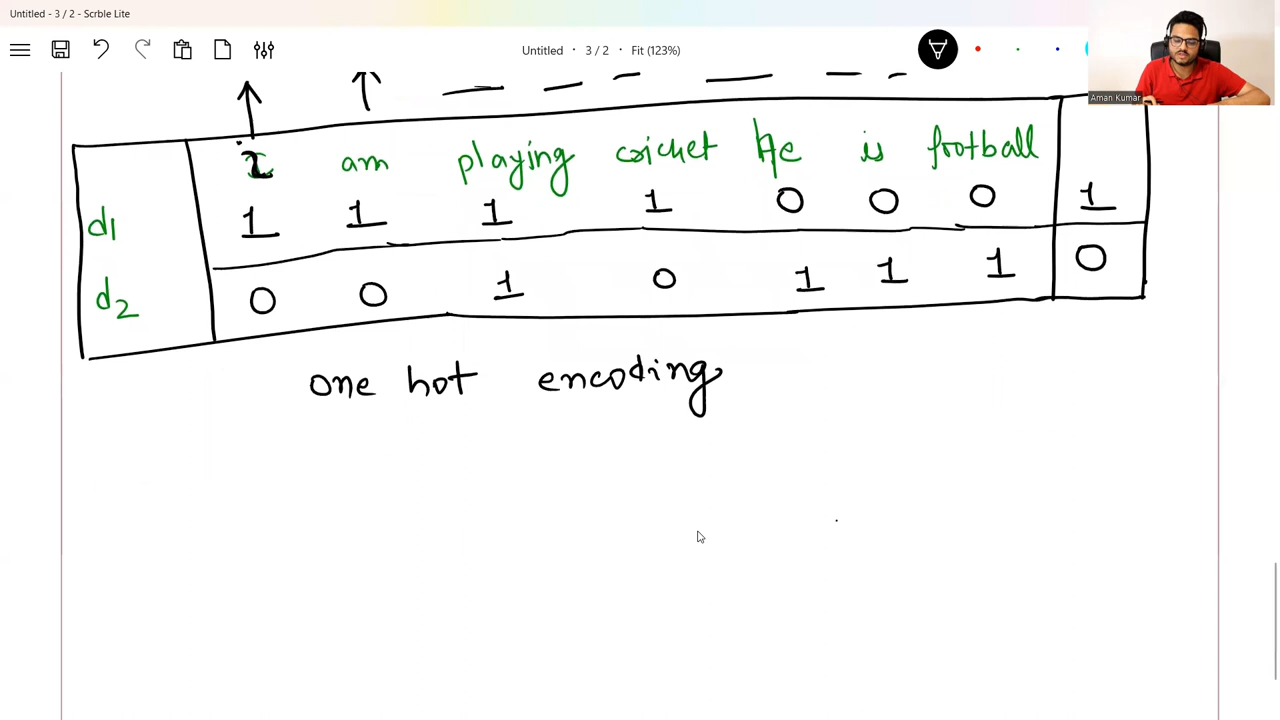 Untitled - 3 / 2 - Scrble Lite
Untitled · 3 / 2 · Fit (123%)
Aman Kumar
I am playing cricket He is football
d1 1 1 1 1 0 0 0 1
d2 0 0 1 0 1 1 1 0
one hot encoding